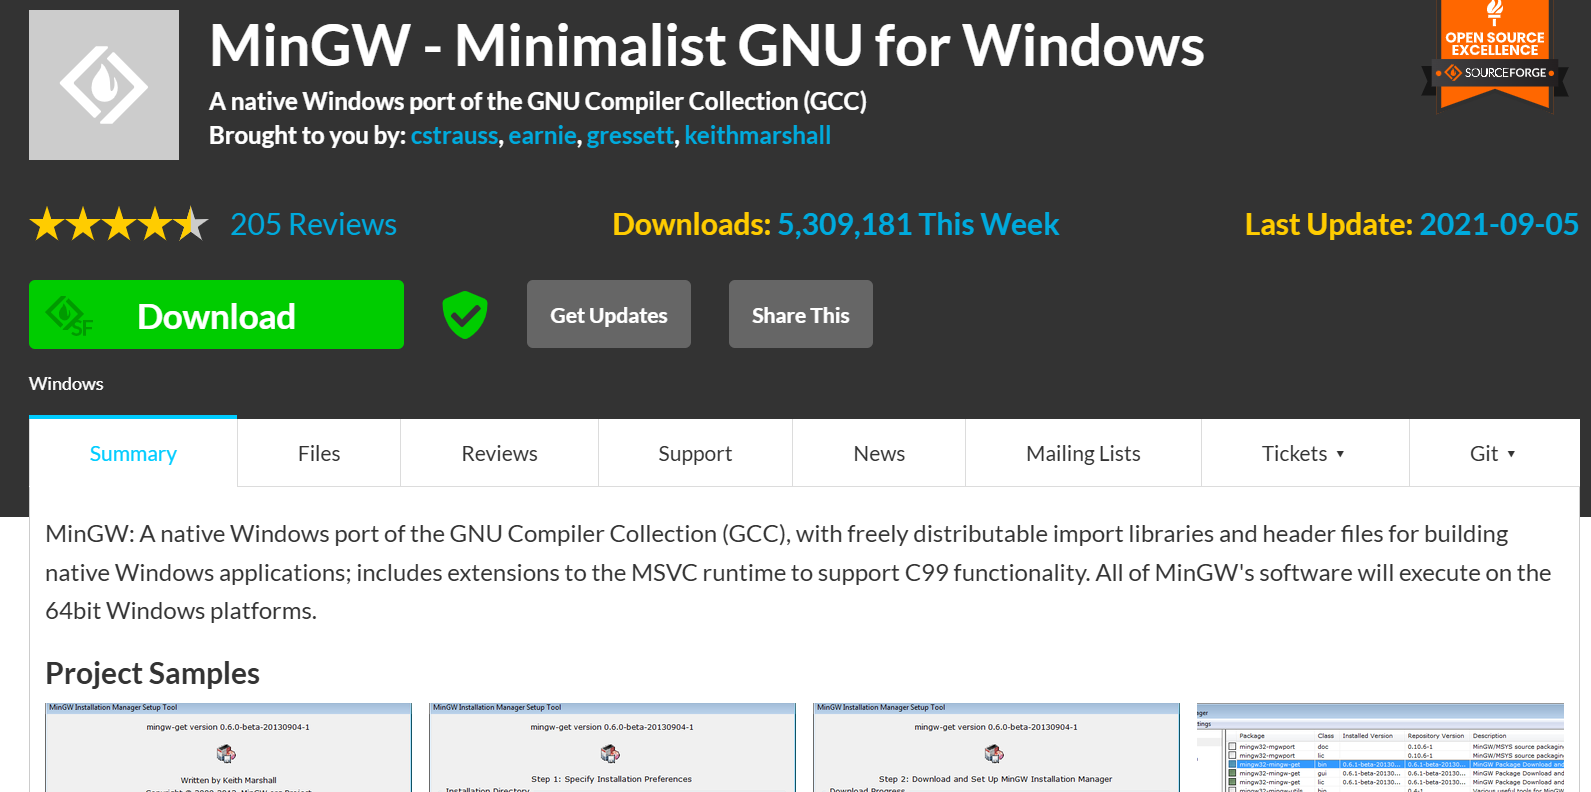 MinGW - Minimalist GNU for Windows
A native Windows port of the GNU Compiler Collection (GCC)
Brought to you by: cstrauss, earnie, gressett, keithmarshall
OPEN SOURCE
EXCELLENCE
SOURCEFORGE
205 Reviews
Downloads: 5,309,181 This Week
Last Update: 2021-09-05
SF
Download
Get Updates
Share This
Windows
Summary
Files
Reviews
Support
News
Mailing Lists
Tickets ▼
Git ▼
MinGW: A native Windows port of the GNU Compiler Collection (GCC), with freely distributable import libraries and header files for building
native Windows applications; includes extensions to the MSVC runtime to support C99 functionality. All of MinGW's software will execute on the
64bit Windows platforms.
Project Samples
MinGW Installation Manager Setup Tool
mingw-get version 0.6.0-beta-20130904-1
Written by Keith Marshall
MinGW Installation Manager Setup Tool
mingw-get version 0.6.0-beta-20130904-1
Step 1: Specify Installation Preferences
Installation Directory
MinGW Installation Manager Setup Tool
mingw-get version 0.6.0-beta-20130904-1
Step 2: Download and Set Up MinGW Installation Manager
Download Progress
Package Class Installed Version Repository Version Description
mingw32-mgwport doc 0.10.6-1 MinGW/MSYS source packagin
mingw32-mgwport lic 0.10.6-1 MinGW/MSYS source packagin
mingw32-mingw-get bin 0.6.1-beta-20130... 0.6.1-beta-20130... MinGW Package Download and
mingw32-mingw-get gui 0.6.1-beta-20130... 0.6.1-beta-20130... MinGW Package Download and
mingw32-mingw-get lic 0.6.1-beta-20130... 0.6.1-beta-20130... MinGW Package Download and